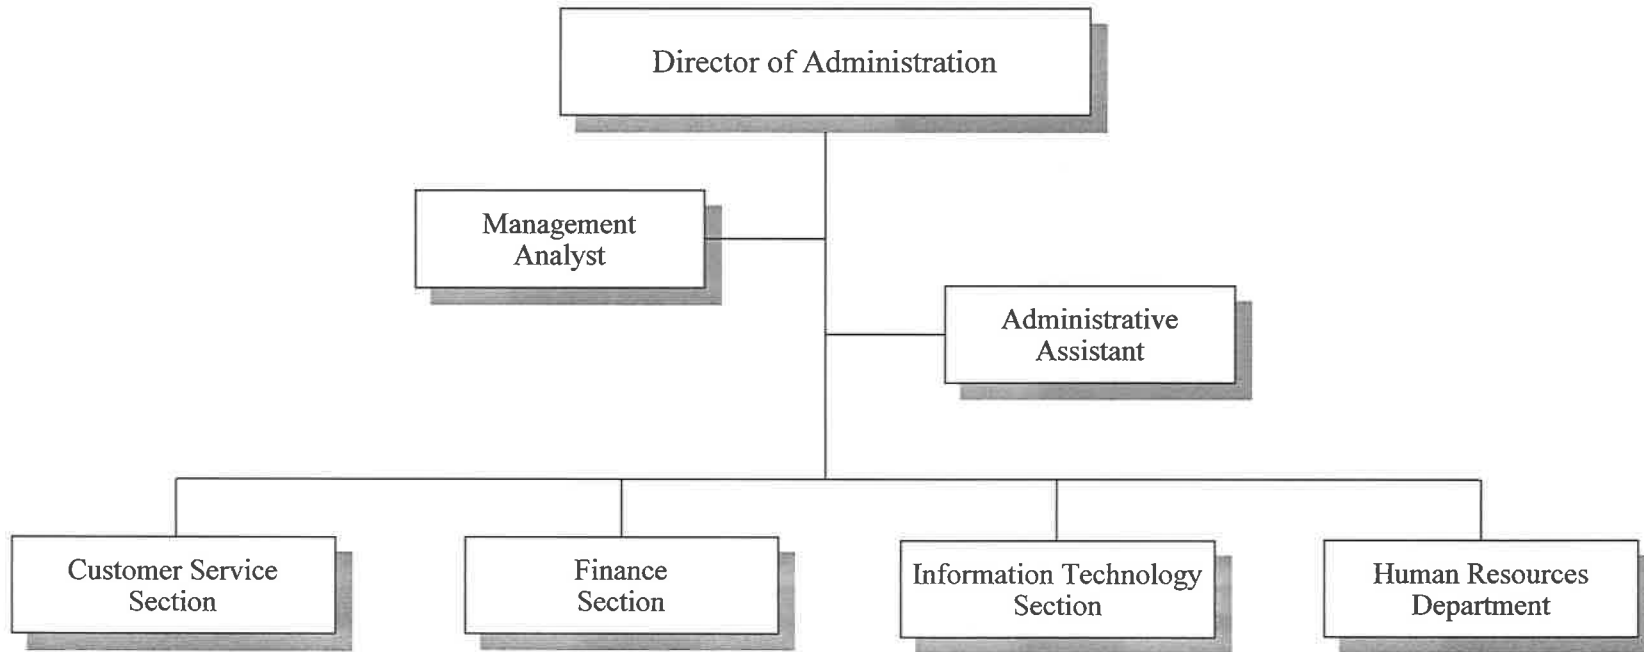 Director of Administration
Management
Analyst
Administrative
Assistant
Customer Service
Section
Finance
Section
Information Technology
Section
Human Resources
Department